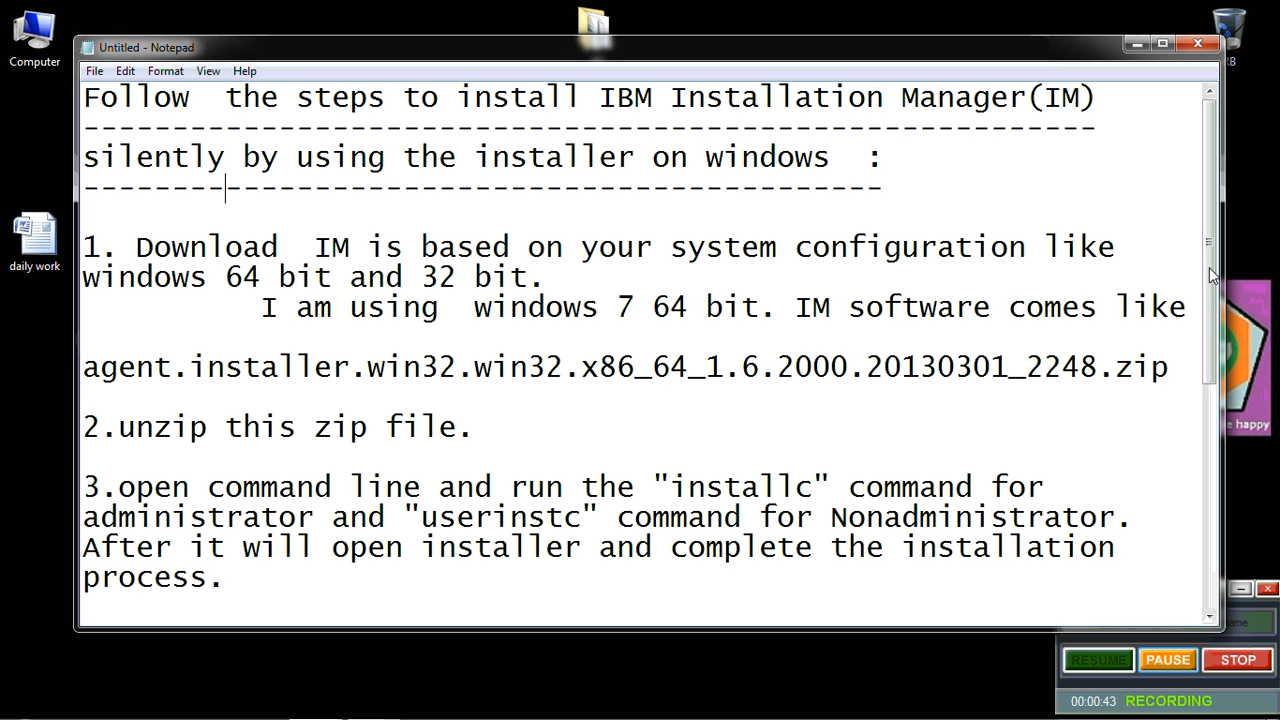 Computer
RB
Untitled - Notepad
File Edit Format View Help
Follow  the steps to install IBM Installation Manager(IM)
---------------------------------------------------------
silently by using the installer on windows  :
---------------------------------------------
daily work
1. Download  IM is based on your system configuration like
windows 64 bit and 32 bit.
          I am using  windows 7 64 bit. IM software comes like
agent.installer.win32.win32.x86_64_1.6.2000.20130301_2248.zip
2.unzip this zip file.
happy
3.open command line and run the "installc" command for
administrator and "userinstc" command for Nonadministrator.
After it will open installer and complete the installation
process.
RESUME PAUSE STOP
00:00:43 RECORDING